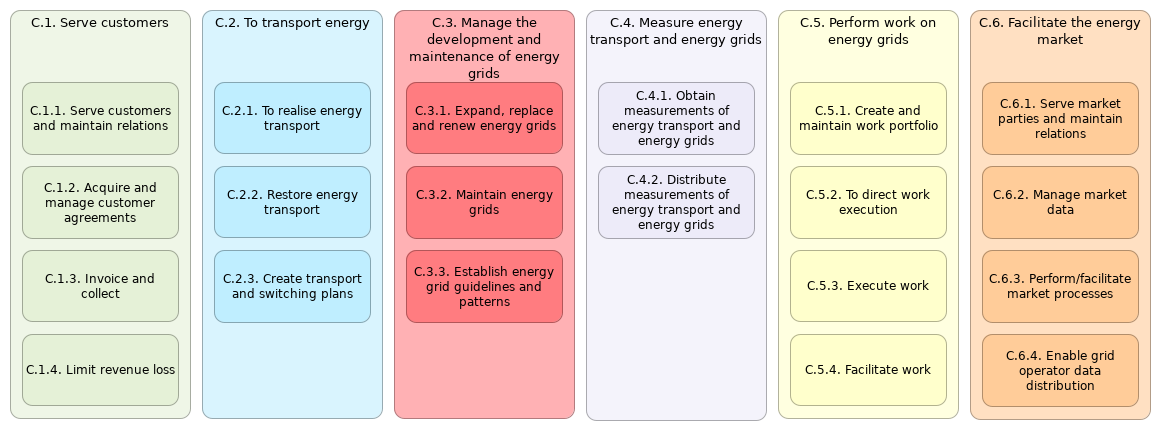 C.1. Serve customers
C.1.1. Serve customers
and maintain relations
C.1.2. Acquire and
manage customer
agreements
C.1.3. Invoice and
collect
C.1.4. Limit revenue loss
C.2. To transport energy
C.2.1. To realise energy
transport
C.2.2. Restore energy
transport
C.2.3. Create transport
and switching plans
C.3. Manage the
development and
maintenance of energy
grids
C.3.1. Expand, replace
and renew energy grids
C.3.2. Maintain energy
grids
C.3.3. Establish energy
grid guidelines and
patterns
C.4. Measure energy
transport and energy grids
C.4.1. Obtain
measurements of
energy transport and
energy grids
C.4.2. Distribute
measurements of
energy transport and
energy grids
C.5. Perform work on
energy grids
C.5.1. Create and
maintain work portfolio
C.5.2. To direct work
execution
C.5.3. Execute work
C.5.4. Facilitate work
C.6. Facilitate the energy
market
C.6.1. Serve market
parties and maintain
relations
C.6.2. Manage market
data
C.6.3. Perform/facilitate
market processes
C.6.4. Enable grid
operator data
distribution